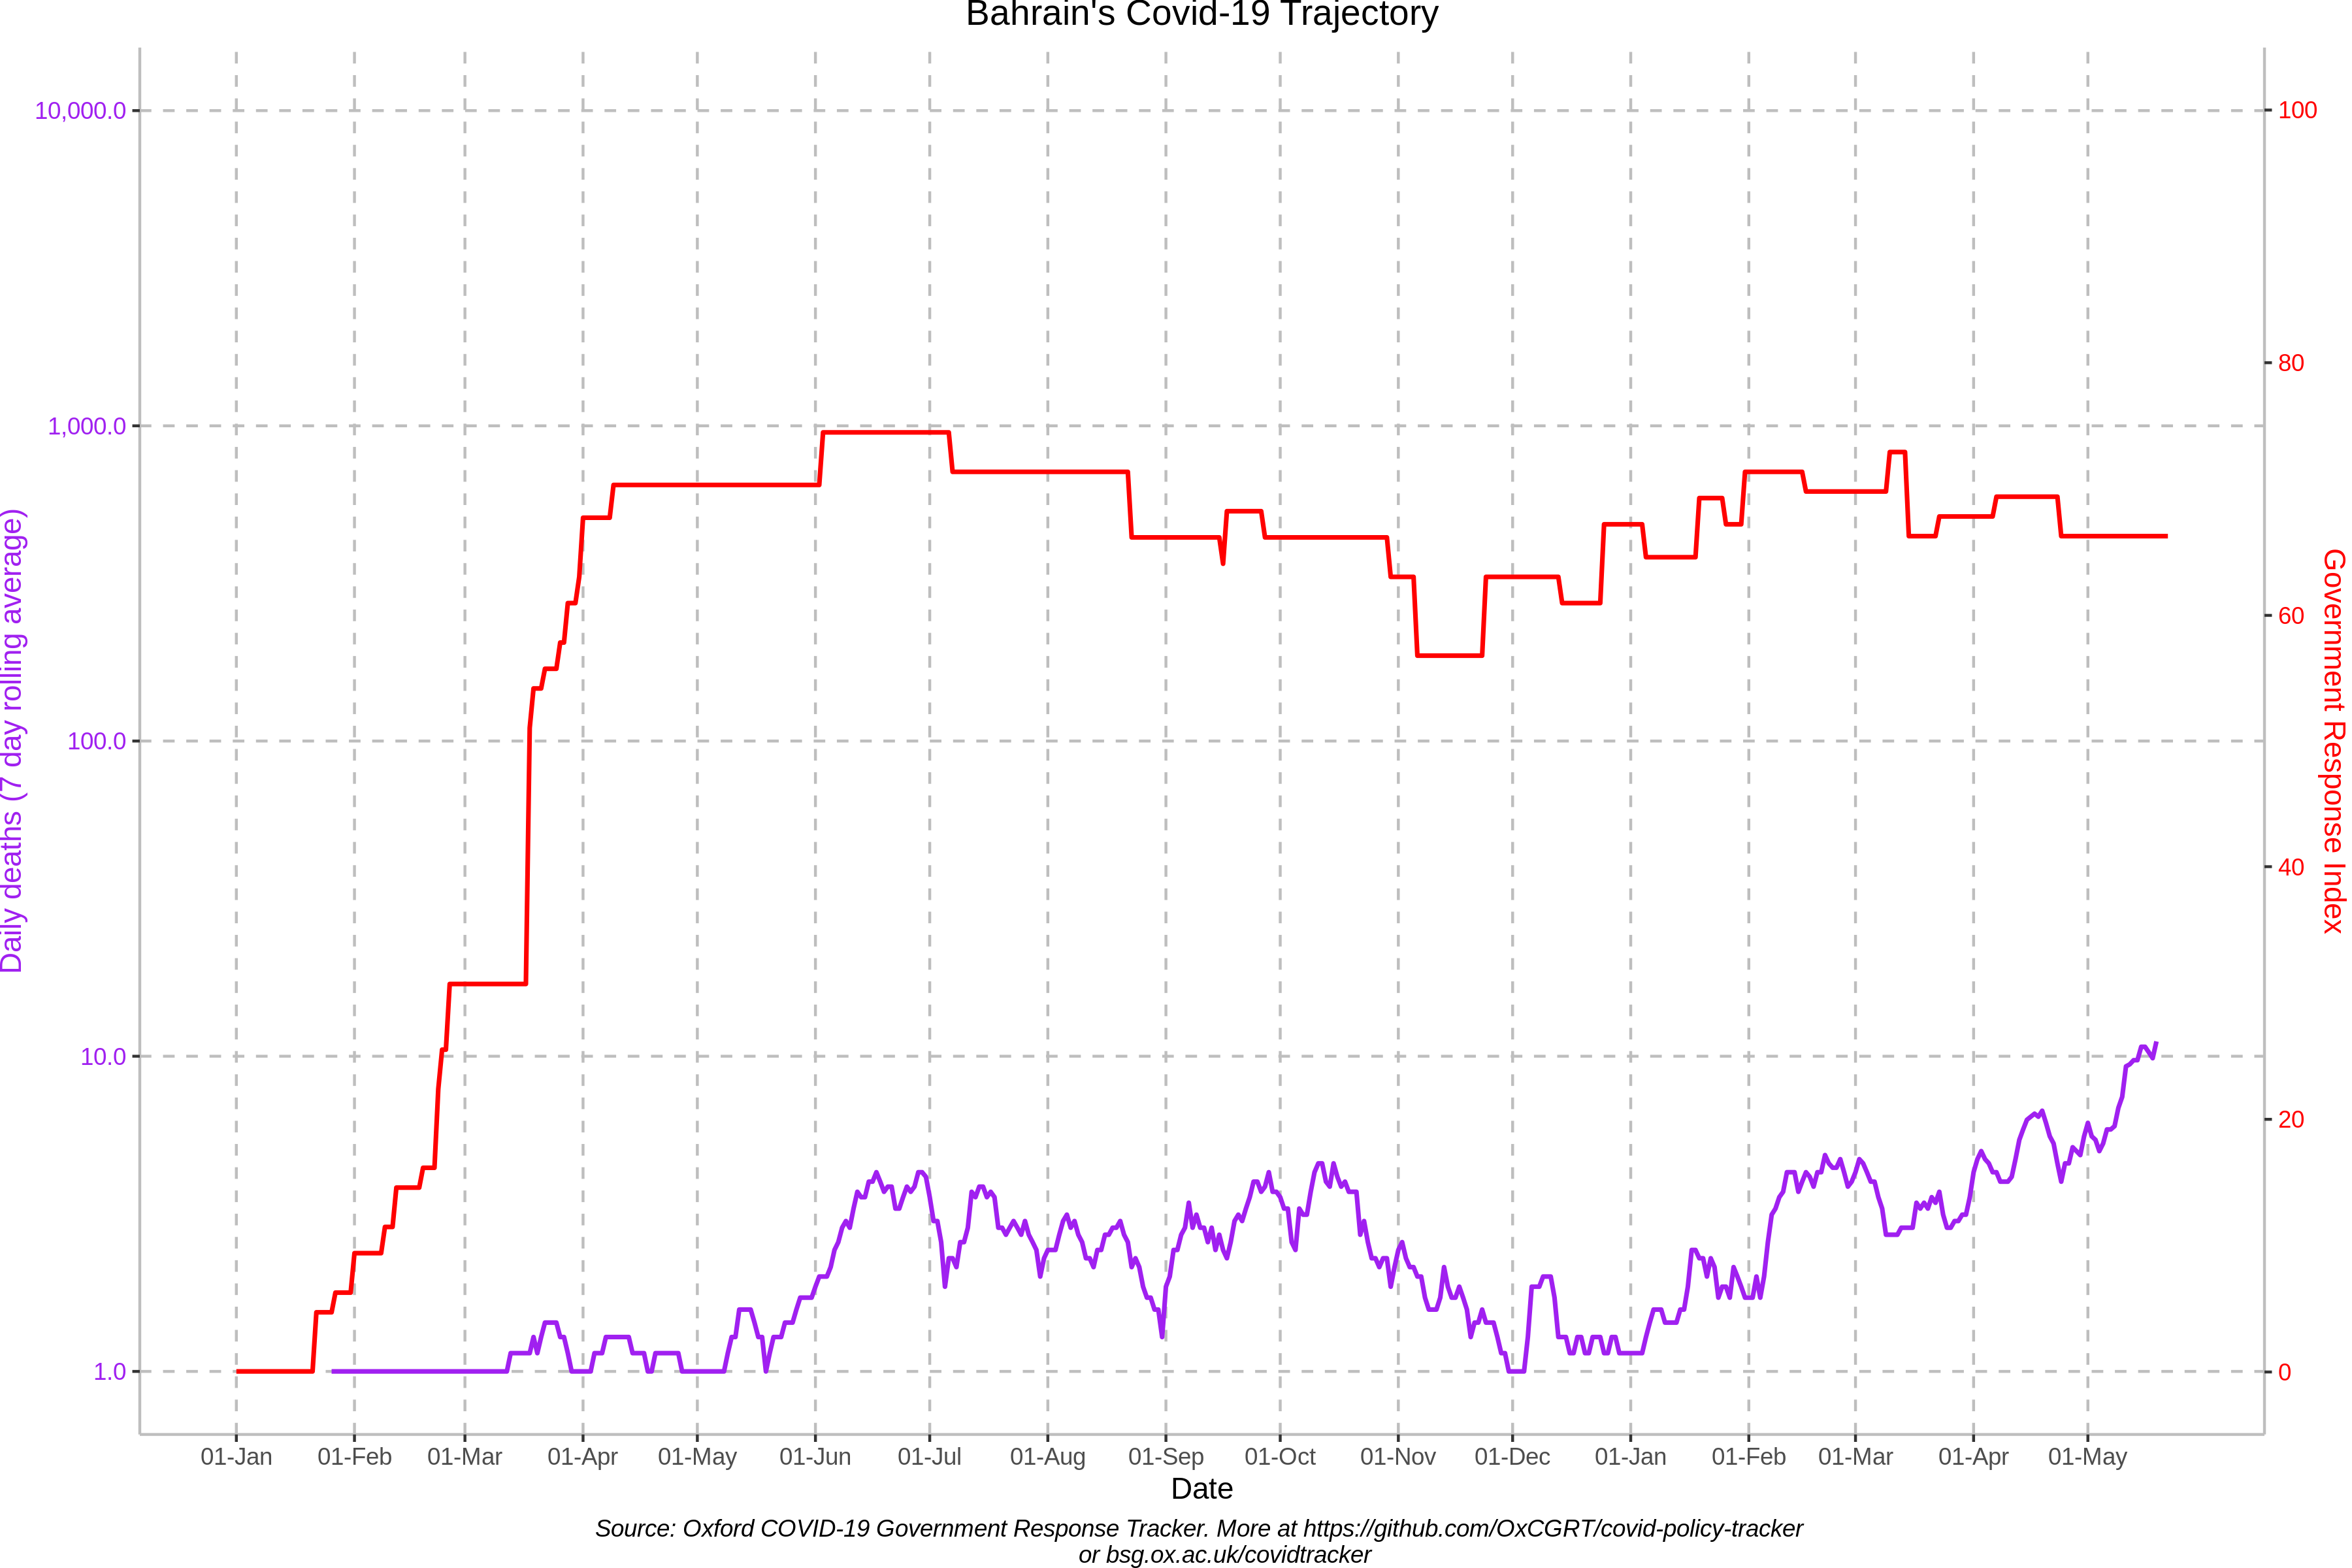 Bahrain's Covid-19 Trajectory
10,000.0
1,000.0
100.0
10.0
1.0
Daily deaths (7 day rolling average)
100
80
60
40
20
0
Government Response Index
01-Jan 01-Feb 01-Mar 01-Apr 01-May 01-Jun 01-Jul 01-Aug 01-Sep 01-Oct 01-Nov 01-Dec 01-Jan 01-Feb 01-Mar 01-Apr 01-May
Date
Source: Oxford COVID-19 Government Response Tracker. More at https://github.com/OxCGRT/covid-policy-tracker
or bsg.ox.ac.uk/covidtracker